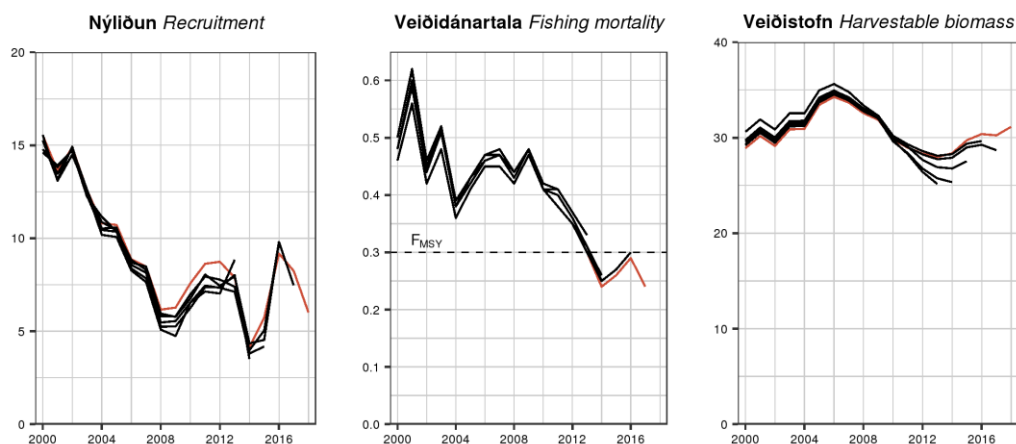 Nýliðun Recruitment
20
15
10
5
0
2000 2004 2008 2012 2016
Veiðidánartala Fishing mortality
0.6
0.5
0.4
0.3
0.2
0.1
0.0
FMSY
2000 2004 2008 2012 2016
Veiðistofn Harvestable biomass
40
30
20
10
0
2000 2004 2008 2012 2016